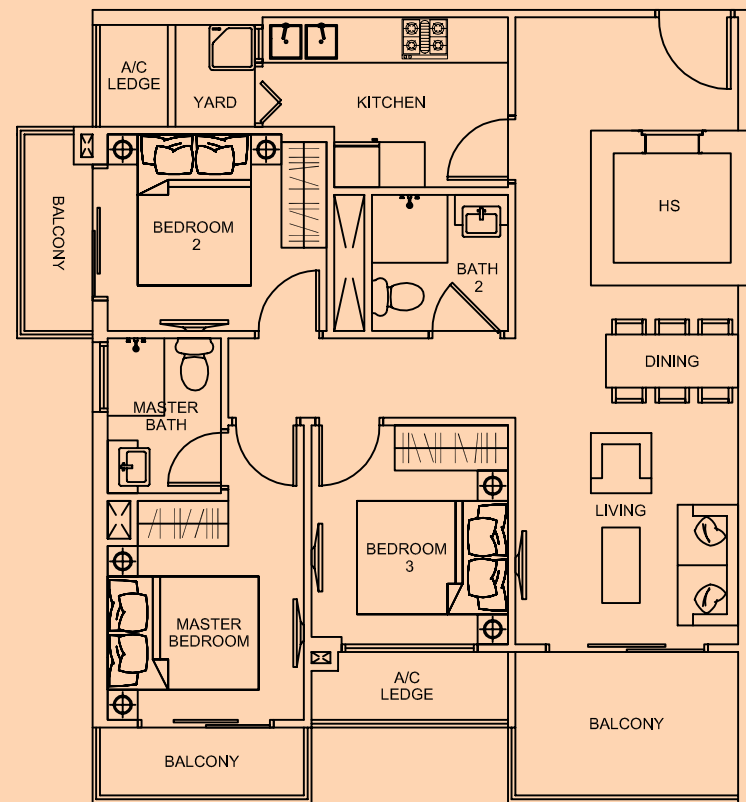 A/C
LEDGE
YARD
KITCHEN
BALCONY
BEDROOM
2
HS
BATH
2
DINING
MASTER
BATH
LIVING
BEDROOM
3
MASTER
BEDROOM
A/C
LEDGE
BALCONY
BALCONY